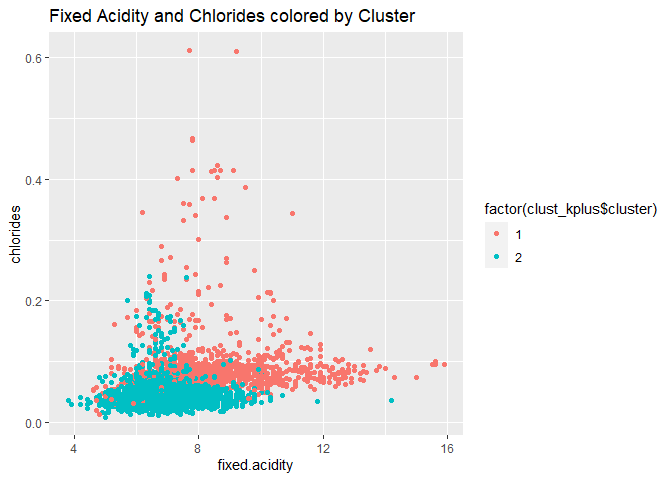 Fixed Acidity and Chlorides colored by Cluster
0.6
0.4
0.2
0.0
chlorides
4
8
12
16
fixed.acidity
factor(clust_kplus$cluster)
1
2